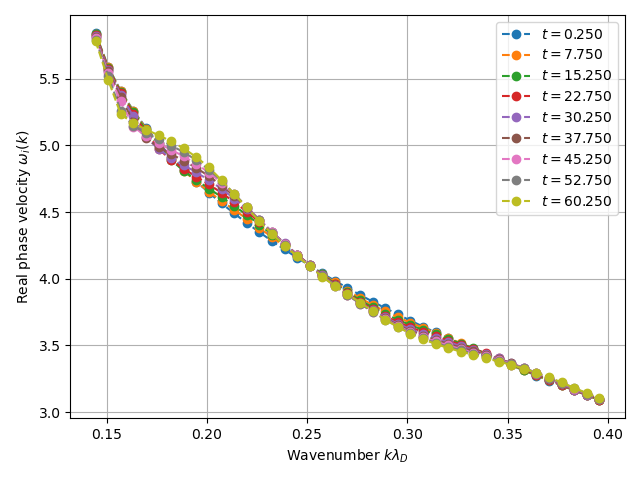 Real phase velocity ωᵢ(k)
5.5
5.0
4.5
4.0
3.5
3.0
t = 0.250
t = 7.750
t = 15.250
t = 22.750
t = 30.250
t = 37.750
t = 45.250
t = 52.750
t = 60.250
0.15 0.20 0.25 0.30 0.35 0.40
Wavenumber kλ_D